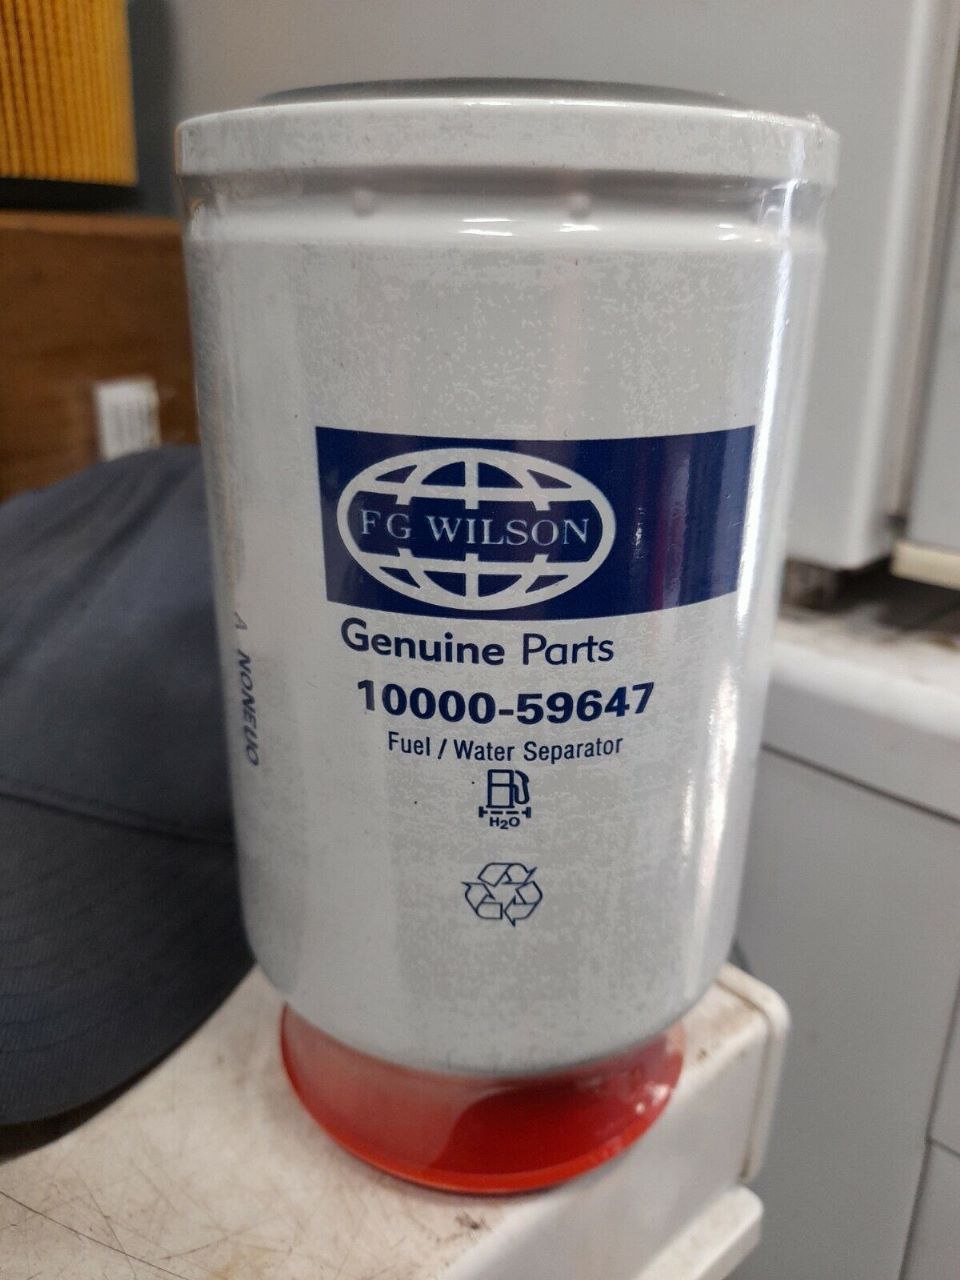 FG WILSON
Genuine Parts
10000-59647
Fuel / Water Separator
H2O